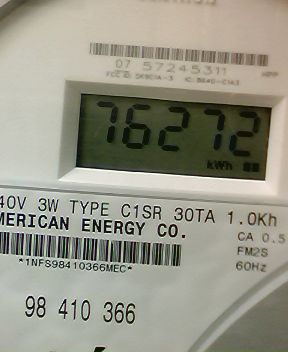 07 57245311
76272
kWh
40V 3W TYPE C1SR 30TA 1.0Kh
MERICAN ENERGY CO.
CA 0.5
FM2S
60Hz
*1NFS98410366MEC*
98 410 366